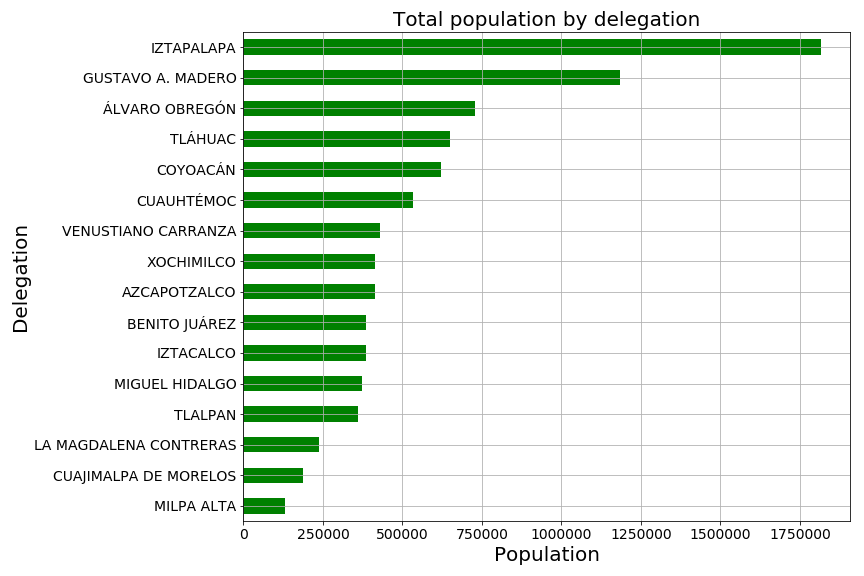 Total population by delegation
Delegation
IZTAPALAPA
GUSTAVO A. MADERO
ÁLVARO OBREGÓN
TLÁHUAC
COYOACÁN
CUAUHTÉMOC
VENUSTIANO CARRANZA
XOCHIMILCO
AZCAPOTZALCO
BENITO JUÁREZ
IZTACALCO
MIGUEL HIDALGO
TLALPAN
LA MAGDALENA CONTRERAS
CUAJIMALPA DE MORELOS
MILPA ALTA
0 250000 500000 750000 1000000 1250000 1500000 1750000
Population